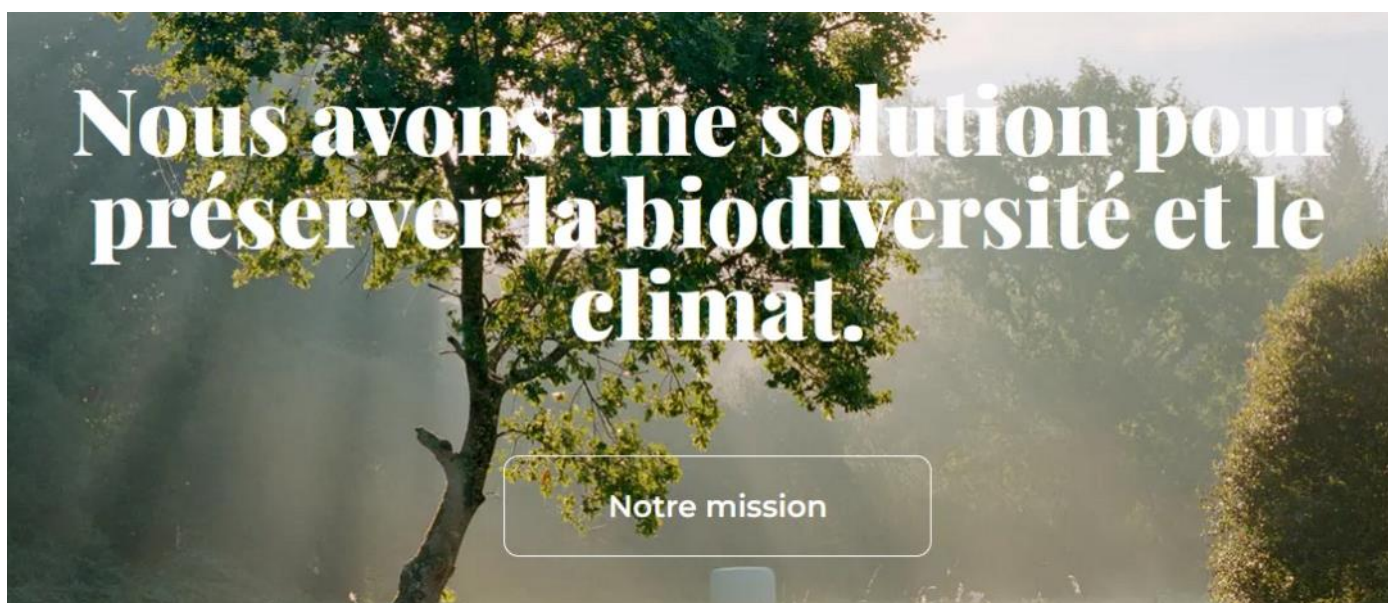 Nous avons une solution pour
préserver la biodiversité et le
climat.
Notre mission